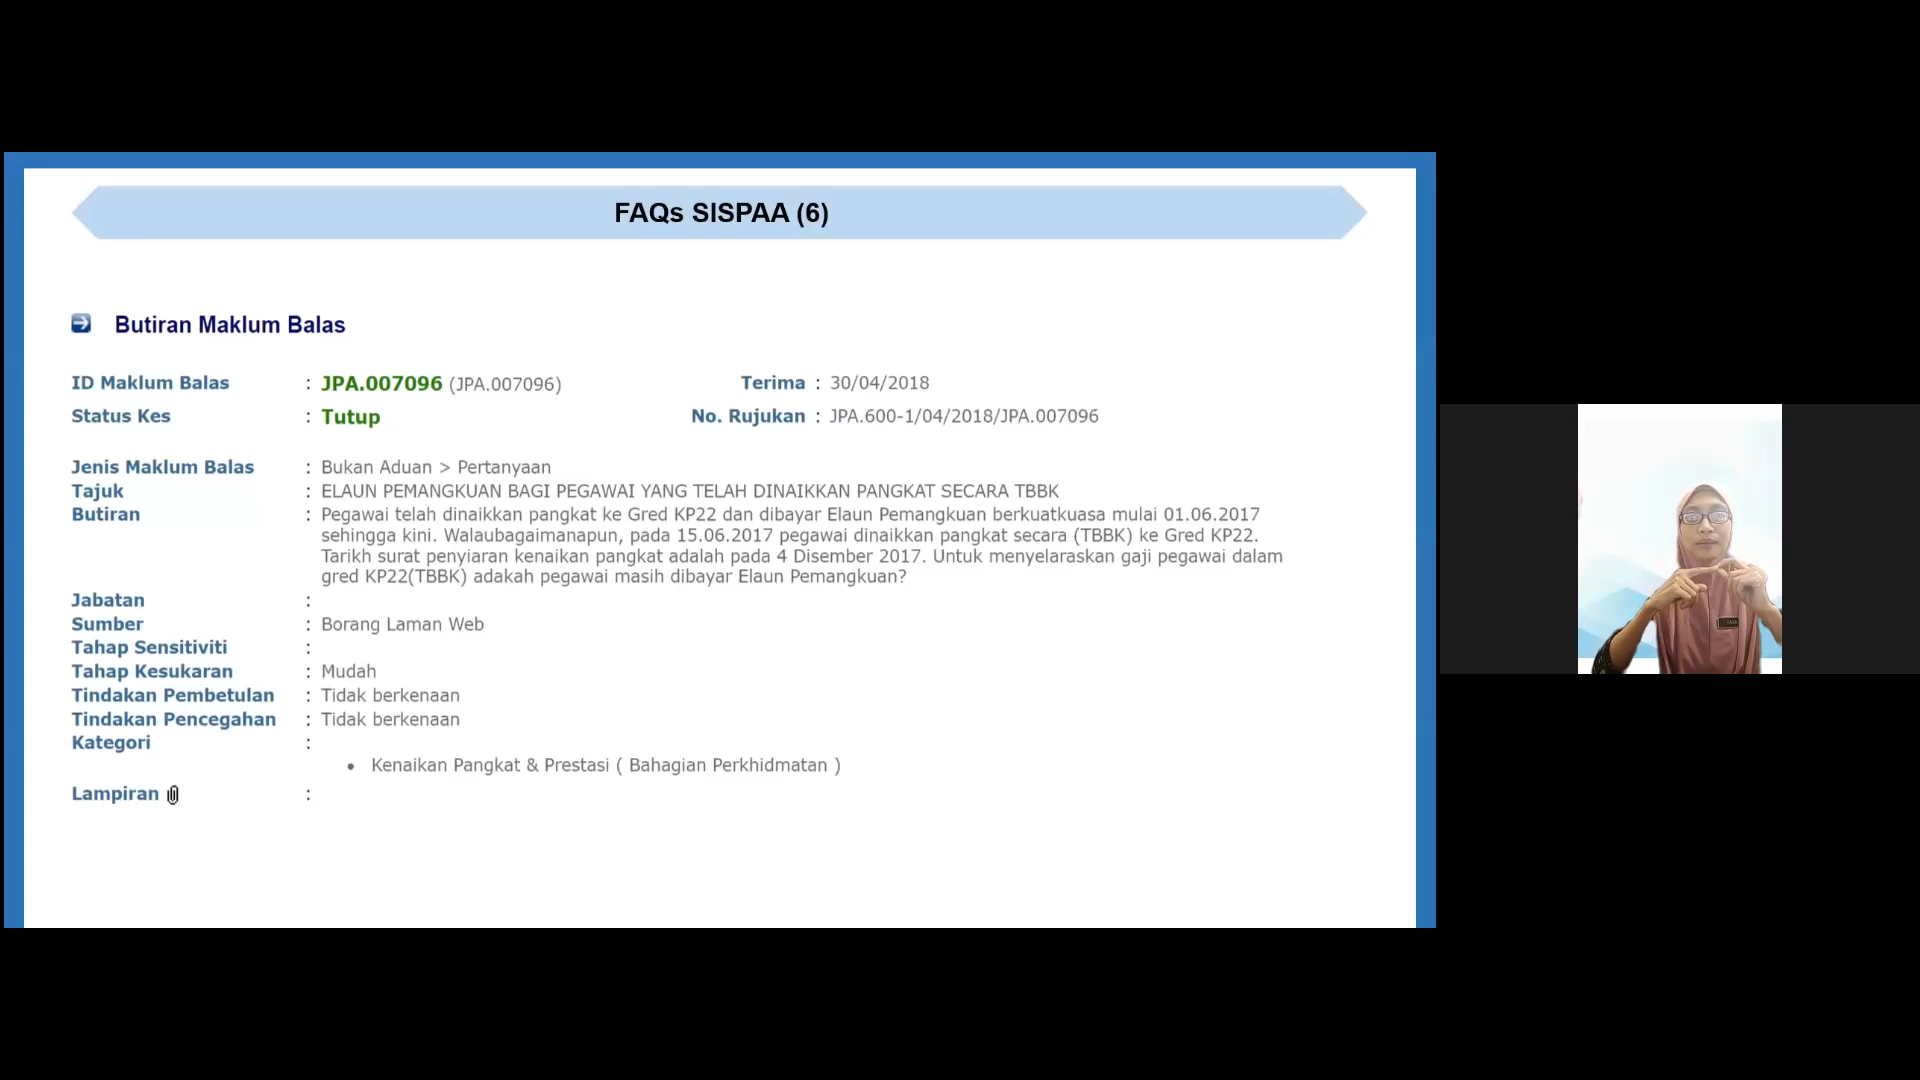 FAQs SISPAA (6)
Butiran Maklum Balas
ID Maklum Balas : JPA.007096 (JPA.007096) Terima : 30/04/2018
Status Kes : Tutup No. Rujukan : JPA.600-1/04/2018/JPA.007096
Jenis Maklum Balas : Bukan Aduan > Pertanyaan
Tajuk : ELAUN PEMANGKUAN BAGI PEGAWAI YANG TELAH DINAIKKAN PANGKAT SECARA TBBK
Butiran : Pegawai telah dinaikkan pangkat ke Gred KP22 dan dibayar Elaun Pemangkuan berkuatkuasa mulai 01.06.2017
sehingga kini. Walaubagaimanapun, pada 15.06.2017 pegawai dinaikkan pangkat secara (TBBK) ke Gred KP22.
Tarikh surat penyiaran kenaikan pangkat adalah pada 4 Disember 2017. Untuk menyelaraskan gaji pegawai dalam
gred KP22(TBBK) adakah pegawai masih dibayar Elaun Pemangkuan?
Jabatan :
Sumber : Borang Laman Web
Tahap Sensitiviti :
Tahap Kesukaran : Mudah
Tindakan Pembetulan : Tidak berkenaan
Tindakan Pencegahan : Tidak berkenaan
Kategori :
• Kenaikan Pangkat & Prestasi ( Bahagian Perkhidmatan )
Lampiran :